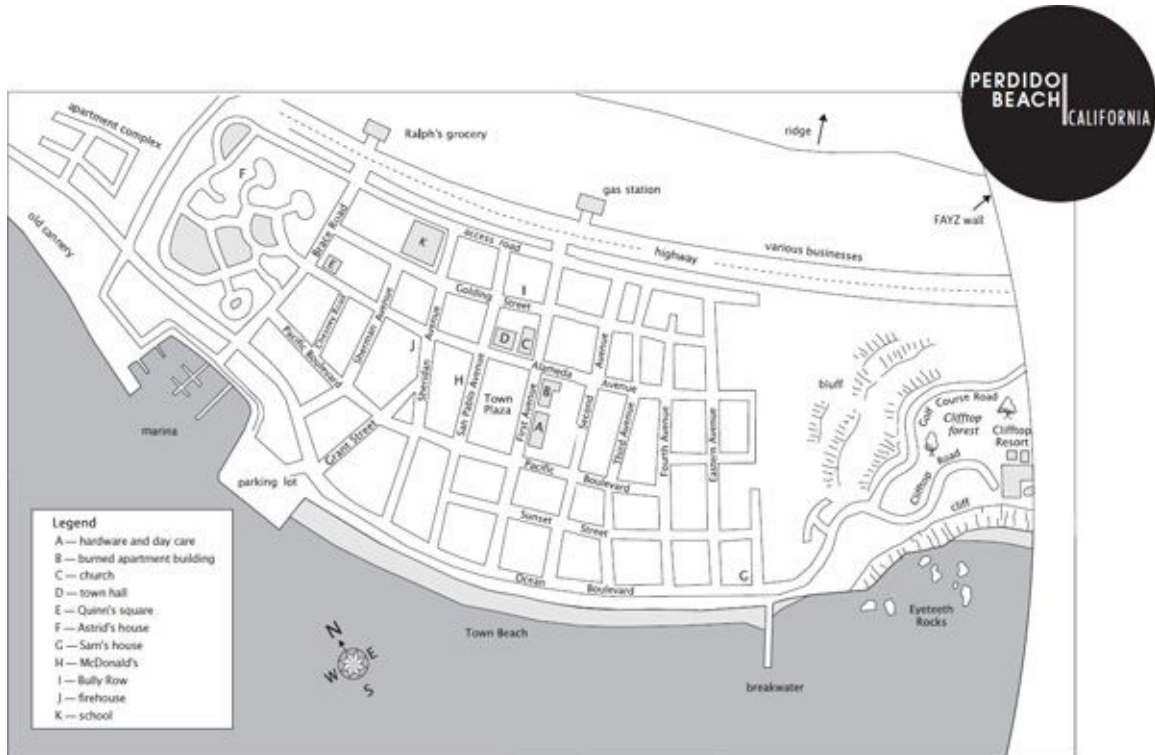 PERDIDO
BEACH
CALIFORNIA
apartment complex
Ralph's grocery
ridge
gas station
FAYZ wall
F
old cannery
Brace Road
K
access road
highway
various businesses
E
Golding
Street
I
Chesney Road
Sherman Avenue
Avenue
Sheridan
J
D
C
Alameda
Avenue
Avenue
Second
Pacific Boulevard
H
San Pablo Avenue
Town
Plaza
First Avenue
B
A
Third Avenue
Fourth Avenue
Eastern Avenue
bluff
Golf
Course Road
Clifftop
forest
Clifftop
Resort
Clifftop
Road
cliff
marina
Grant Street
Pacific
Boulevard
parking lot
Sunset
Street
Ocean
Boulevard
G
Town Beach
Eyeteeth
Rocks
breakwater
N
E
W
S
Legend
A — hardware and day care
B — burned apartment building
C — church
D — town hall
E — Quinn's square
F — Astrid's house
G — Sam's house
H — McDonald's
I — Bully Row
J — firehouse
K — school